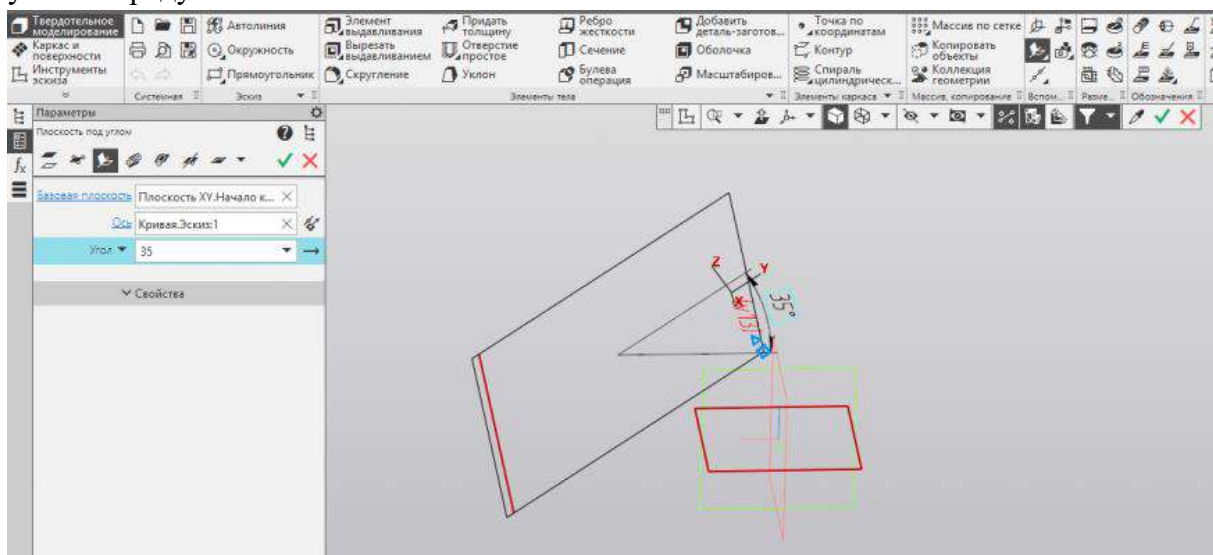 Твердотельное моделирование
Каркас и поверхности
Инструменты эскиза
Системная
Автолиния
Окружность
Прямоугольник
Эскиз
Элемент выдавливания
Вырезать выдавливанием
Скругление
Придать толщину
Отверстие простое
Уклон
Ребро жесткости
Сечение
Булева операция
Добавить деталь-заготов...
Оболочка
Масштабиров...
Элементы тела
Точка по координатам
Контур
Спираль цилиндрическ...
Элементы каркаса
Массив по сетке
Копировать объекты
Коллекция геометрии
Массив, копирование
Вспом...
Разме...
Обозначения
Параметры
Плоскость под углом
Базовая плоскость Плоскость XY.Начало к...
Ось Кривая.Эскиз:1
Угол 35
Свойства
Z
Y
X
35°